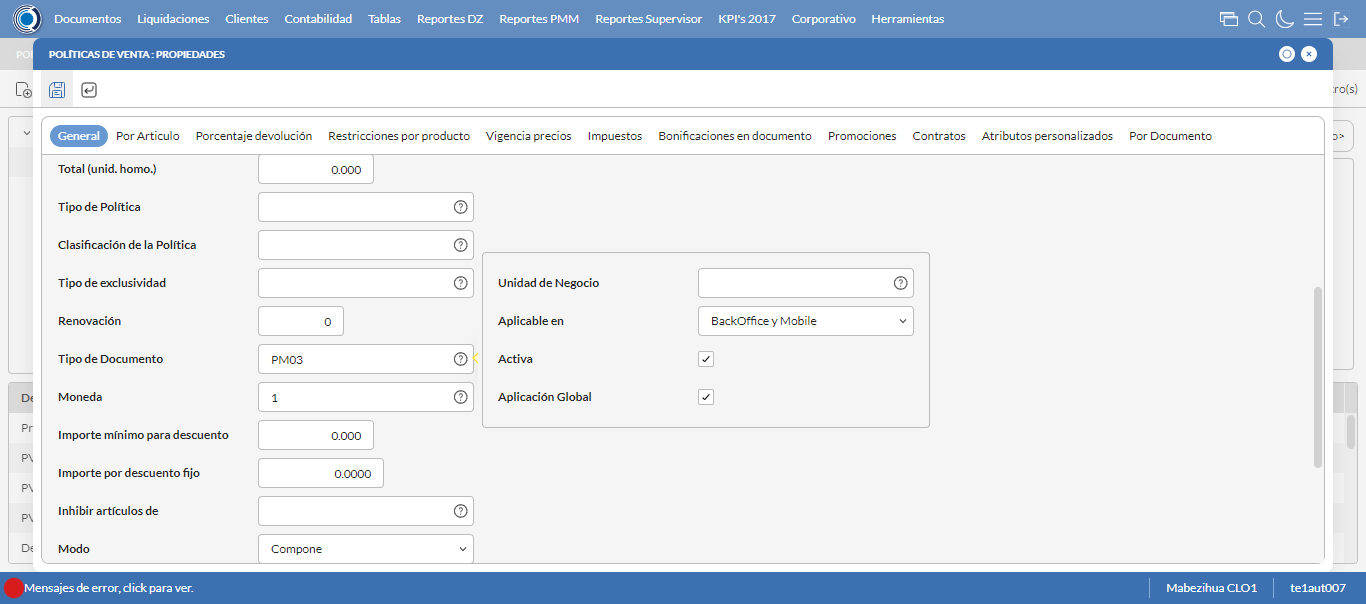 Documentos Liquidaciones Clientes Contabilidad Tablas Reportes DZ Reportes PMM Reportes Supervisor KPI's 2017 Corporativo Herramientas
POLÍTICAS DE VENTA : PROPIEDADES
General Por Articulo Porcentaje devolución Restricciones por producto Vigencia precios Impuestos Bonificaciones en documento Promociones Contratos Atributos personalizados Por Documento
Total (unid. homo.) 0.000
Tipo de Política
Clasificación de la Política
Tipo de exclusividad
Unidad de Negocio
Renovación 0
Aplicable en BackOffice y Mobile
Tipo de Documento PM03
Activa
Moneda 1
Aplicación Global
Importe mínimo para descuento 0.000
Importe por descuento fijo 0.0000
Inhibir artículos de
Modo Compone
Mensajes de error, click para ver. Mabezihua CLO1 te1aut007